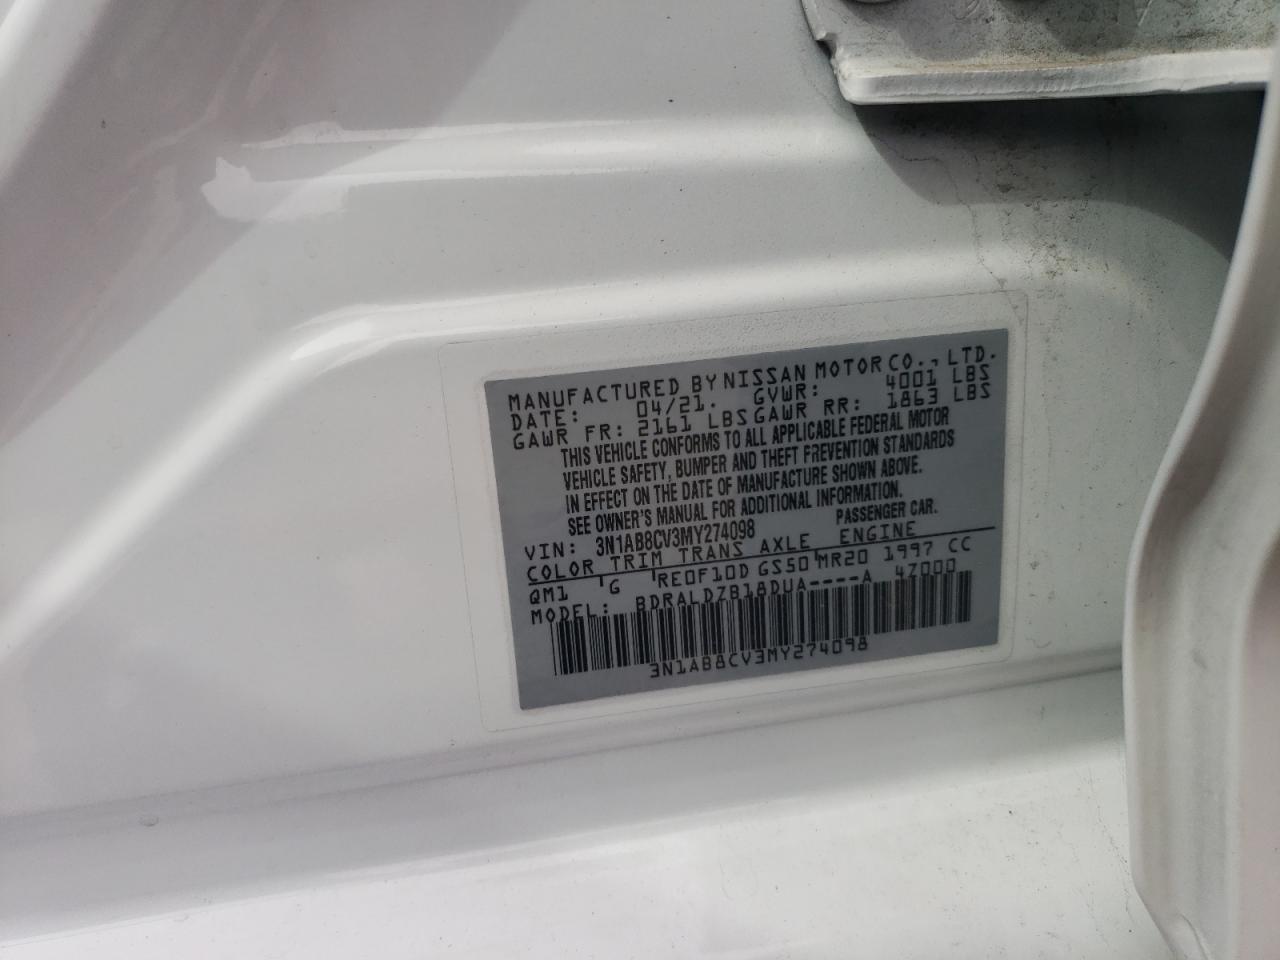 MANUFACTURED BY NISSAN MOTOR CO., LTD.
DATE: 04/21. GVWR: 4001 LBS
GAWR FR: 2161 LBS GAWR RR: 1863 LBS
THIS VEHICLE CONFORMS TO ALL APPLICABLE FEDERAL MOTOR
VEHICLE SAFETY, BUMPER AND THEFT PREVENTION STANDARDS
IN EFFECT ON THE DATE OF MANUFACTURE SHOWN ABOVE.
SEE OWNER'S MANUAL FOR ADDITIONAL INFORMATION.
VIN: 3N1AB8CV3MY274098 PASSENGER CAR.
COLOR TRIM TRANS AXLE ENGINE
QM1 G RE0F10D GS50 MR20 1997 CC
MODEL: BDRALDZB18DUA----A 4Z000
3N1AB8CV3MY274098